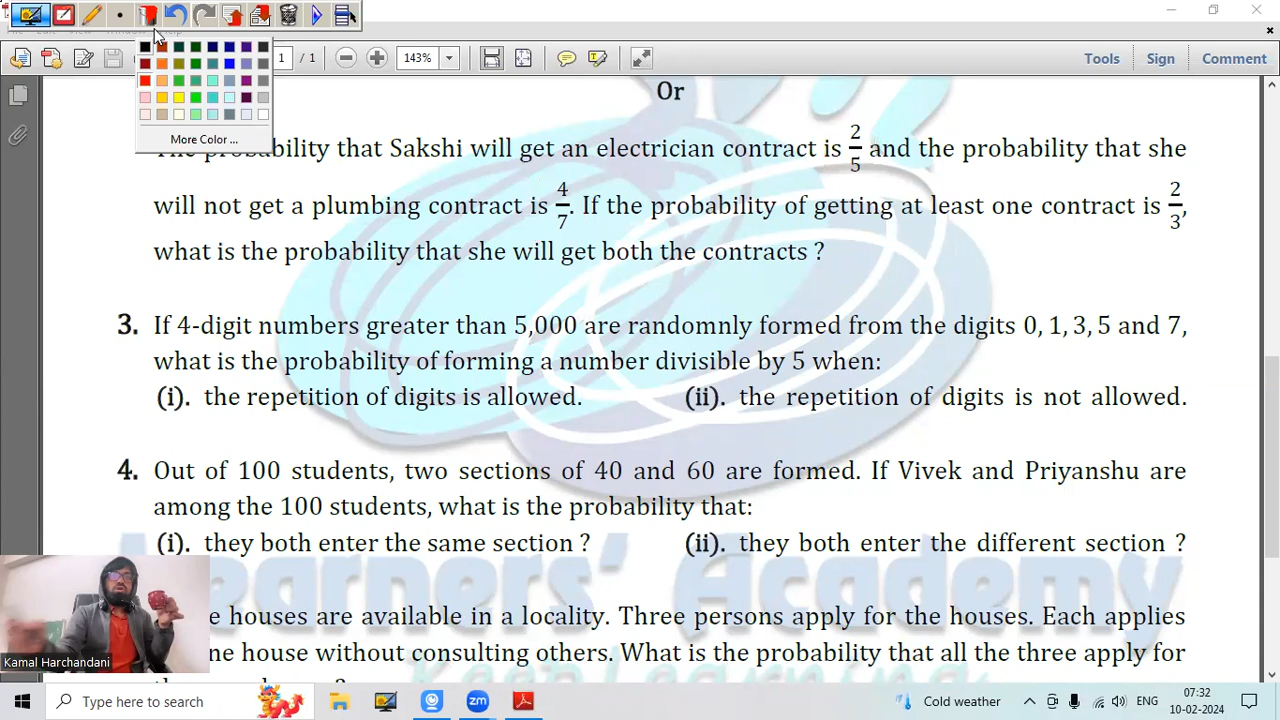 1 / 1
143%
Tools
Sign
Comment
More Color ...
Or
probability that Sakshi will get an electrician contract is 2/5 and the probability that she
will not get a plumbing contract is 4/7. If the probability of getting at least one contract is 2/3,
what is the probability that she will get both the contracts ?
3. If 4-digit numbers greater than 5,000 are randomnly formed from the digits 0, 1, 3, 5 and 7,
what is the probability of forming a number divisible by 5 when:
(i). the repetition of digits is allowed. (ii). the repetition of digits is not allowed.
4. Out of 100 students, two sections of 40 and 60 are formed. If Vivek and Priyanshu are
among the 100 students, what is the probability that:
(i). they both enter the same section ? (ii). they both enter the different section ?
houses are available in a locality. Three persons apply for the houses. Each applies
house without consulting others. What is the probability that all the three apply for
Learners' Academy
Kamal Harchandani
Type here to search
Cold weather
ENG
07:32
10-02-2024